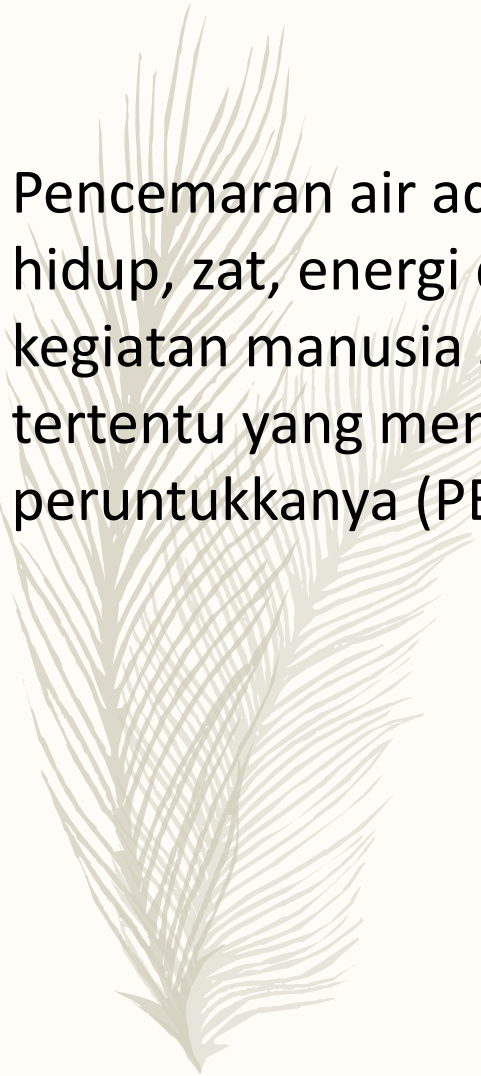 Pencemaran air
hidup, zat, energi
kegiatan manusia
tertentu yang
peruntukkanya